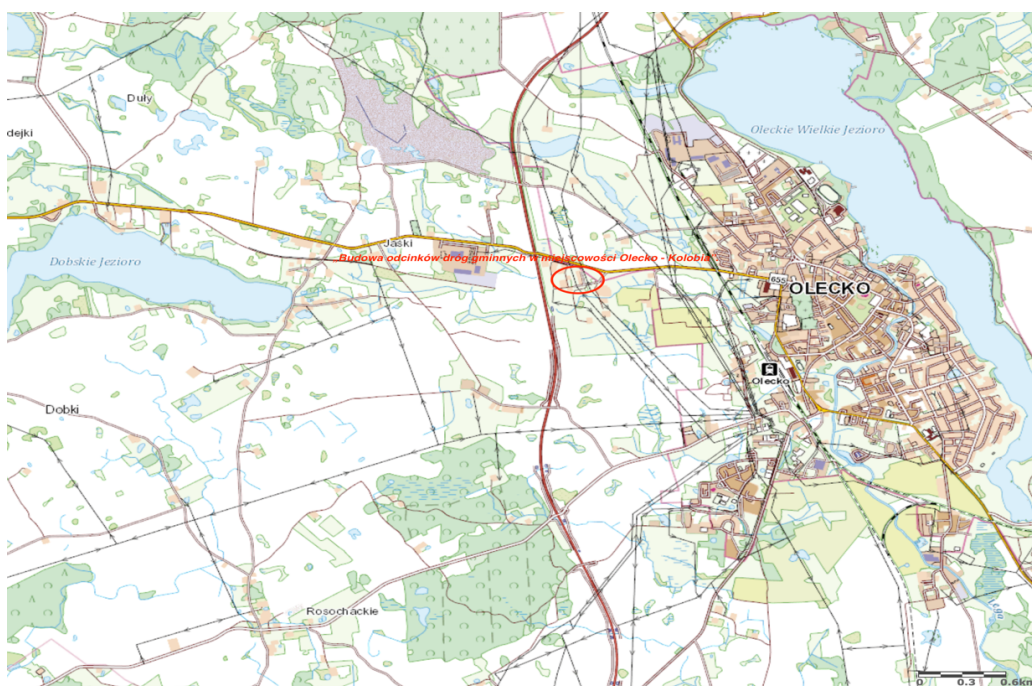 Duły
dejki
Oleckie Wielkie Jezioro
Jaśki
Budowa odcinków dróg gminnych w miejscowości Olecko - Kolobia
Dobskie Jezioro
655
OLECKO
Olecko
Dobki
Rosochackie
0 0.3 0.6km